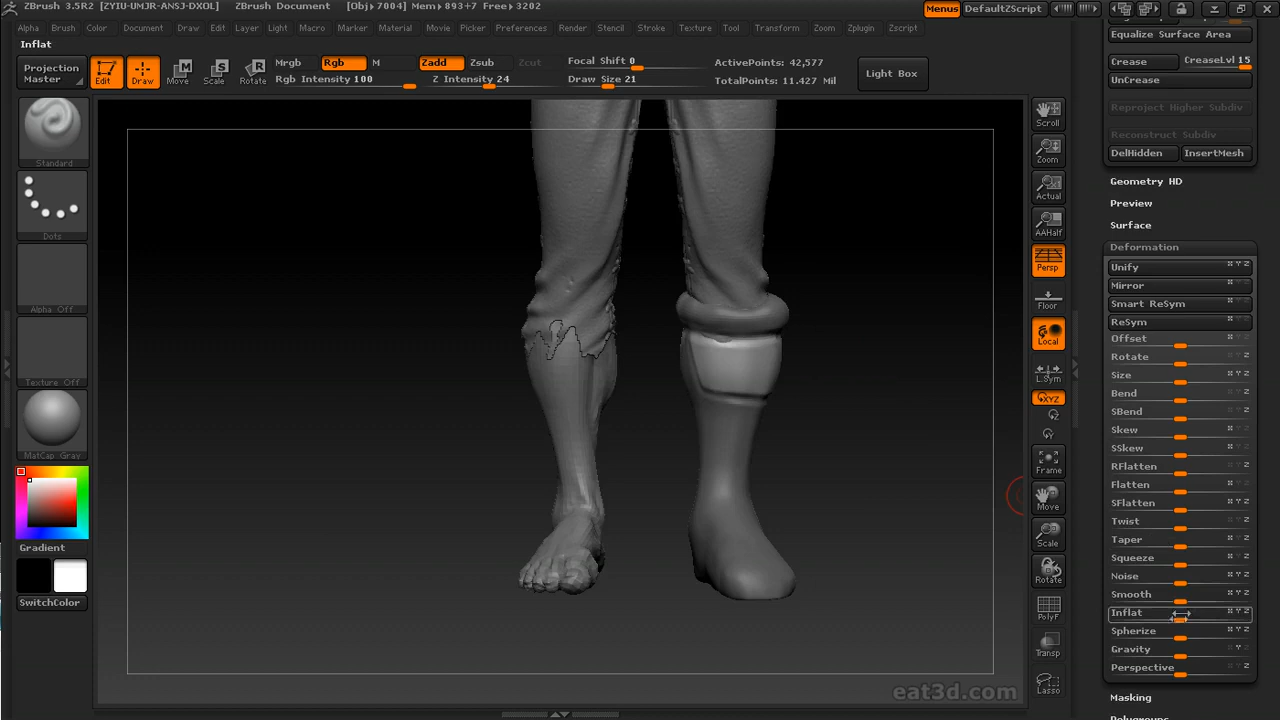 ZBrush 3.5R2 [ZYIU-UMJR-ANSJ-DXOL] ZBrush Document [Obj▸7004] Mem▸893+7 Free▸3202
Menus DefaultZScript
Alpha Brush Color Document Draw Edit Layer Light Macro Marker Material Movie Picker Preferences Render Stencil Stroke Texture Tool Transform Zoom Zplugin Zscript
Inflat
Projection Master
Edit Draw Move Scale Rotate
Mrgb Rgb M
Rgb Intensity 100
Zadd Zsub Zcut
Z Intensity 24
Focal Shift 0
Draw Size 21
ActivePoints: 42,577
TotalPoints: 11.427 Mil
Light Box
Standard
Dots
Alpha Off
Texture Off
MatCap Gray
Gradient
SwitchColor
Scroll
Zoom
Actual
AAHalf
Persp
Floor
Local
L.Sym
XYZ
Y
Y
Frame
Move
Scale
Rotate
PolyF
Transp
Lasso
Equalize Surface Area
Crease CreaseLvl 15
UnCrease
Reproject Higher Subdiv
Reconstruct Subdiv
DelHidden InsertMesh
Geometry HD
Preview
Surface
Deformation
Unify X Y Z
Mirror X Y Z
Smart ReSym X Y Z
ReSym X Y Z
Offset X Y Z
Rotate X Y Z
Size X Y Z
Bend X Y Z
SBend X Y Z
Skew X Y Z
SSkew X Y Z
RFlatten X Y Z
Flatten X Y Z
SFlatten X Y Z
Twist X Y Z
Taper X Y Z
Squeeze X Y Z
Noise X Y Z
Smooth X Y Z
Inflat X Y Z
Spherize X Y Z
Gravity X Y Z
Perspective X Y Z
Masking
Polygroups
eat3d.com